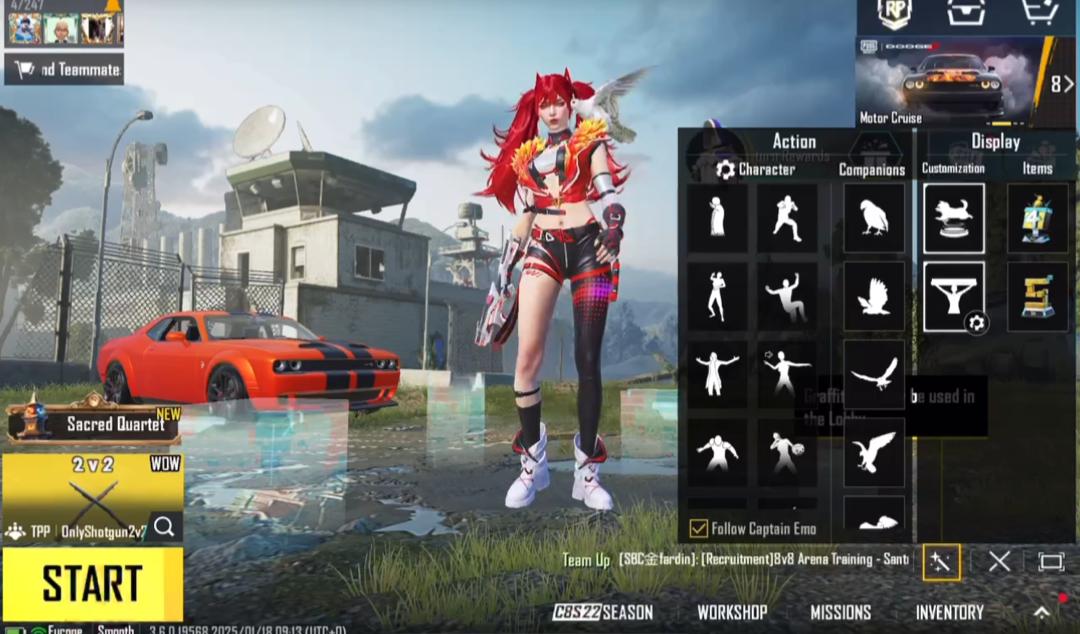 4/247
nd Teammate
RP
DODGE
Motor Cruise
8
Action
Display
Character
Companions
Customization
Items
Graffiti be used in
the Lobby
Sacred Quartet
NEW
2 v 2
WOW
TPP | OnlyShotgun2v2
START
Follow Captain Emo
Team Up [SBC金fardin]: [Recruitment]8v8 Arena Training - Sant
C8S22 SEASON
WORKSHOP
MISSIONS
INVENTORY
Europe Smooth 3.6.0.19568 2025/01/18 09:13 (UTC+0)